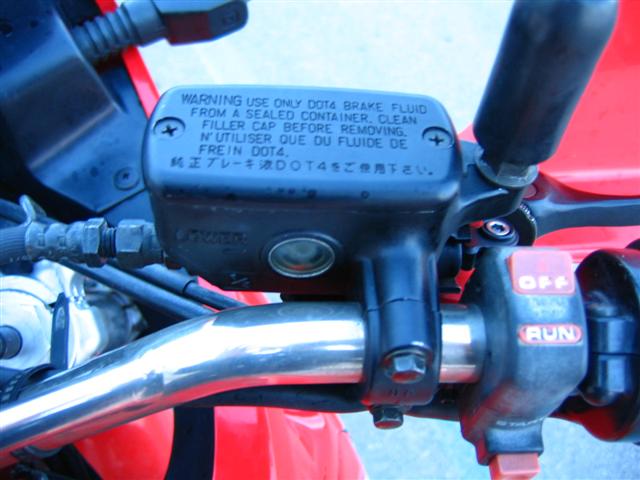 WARNING USE ONLY DOT4 BRAKE FLUID
FROM A SEALED CONTAINER. CLEAN
FILLER CAP BEFORE REMOVING.
N'UTILISER QUE DU FLUIDE DE
FREIN DOT4.
純正ブレーキ液DOT4をご使用下さい。
LOWER
OFF
RUN